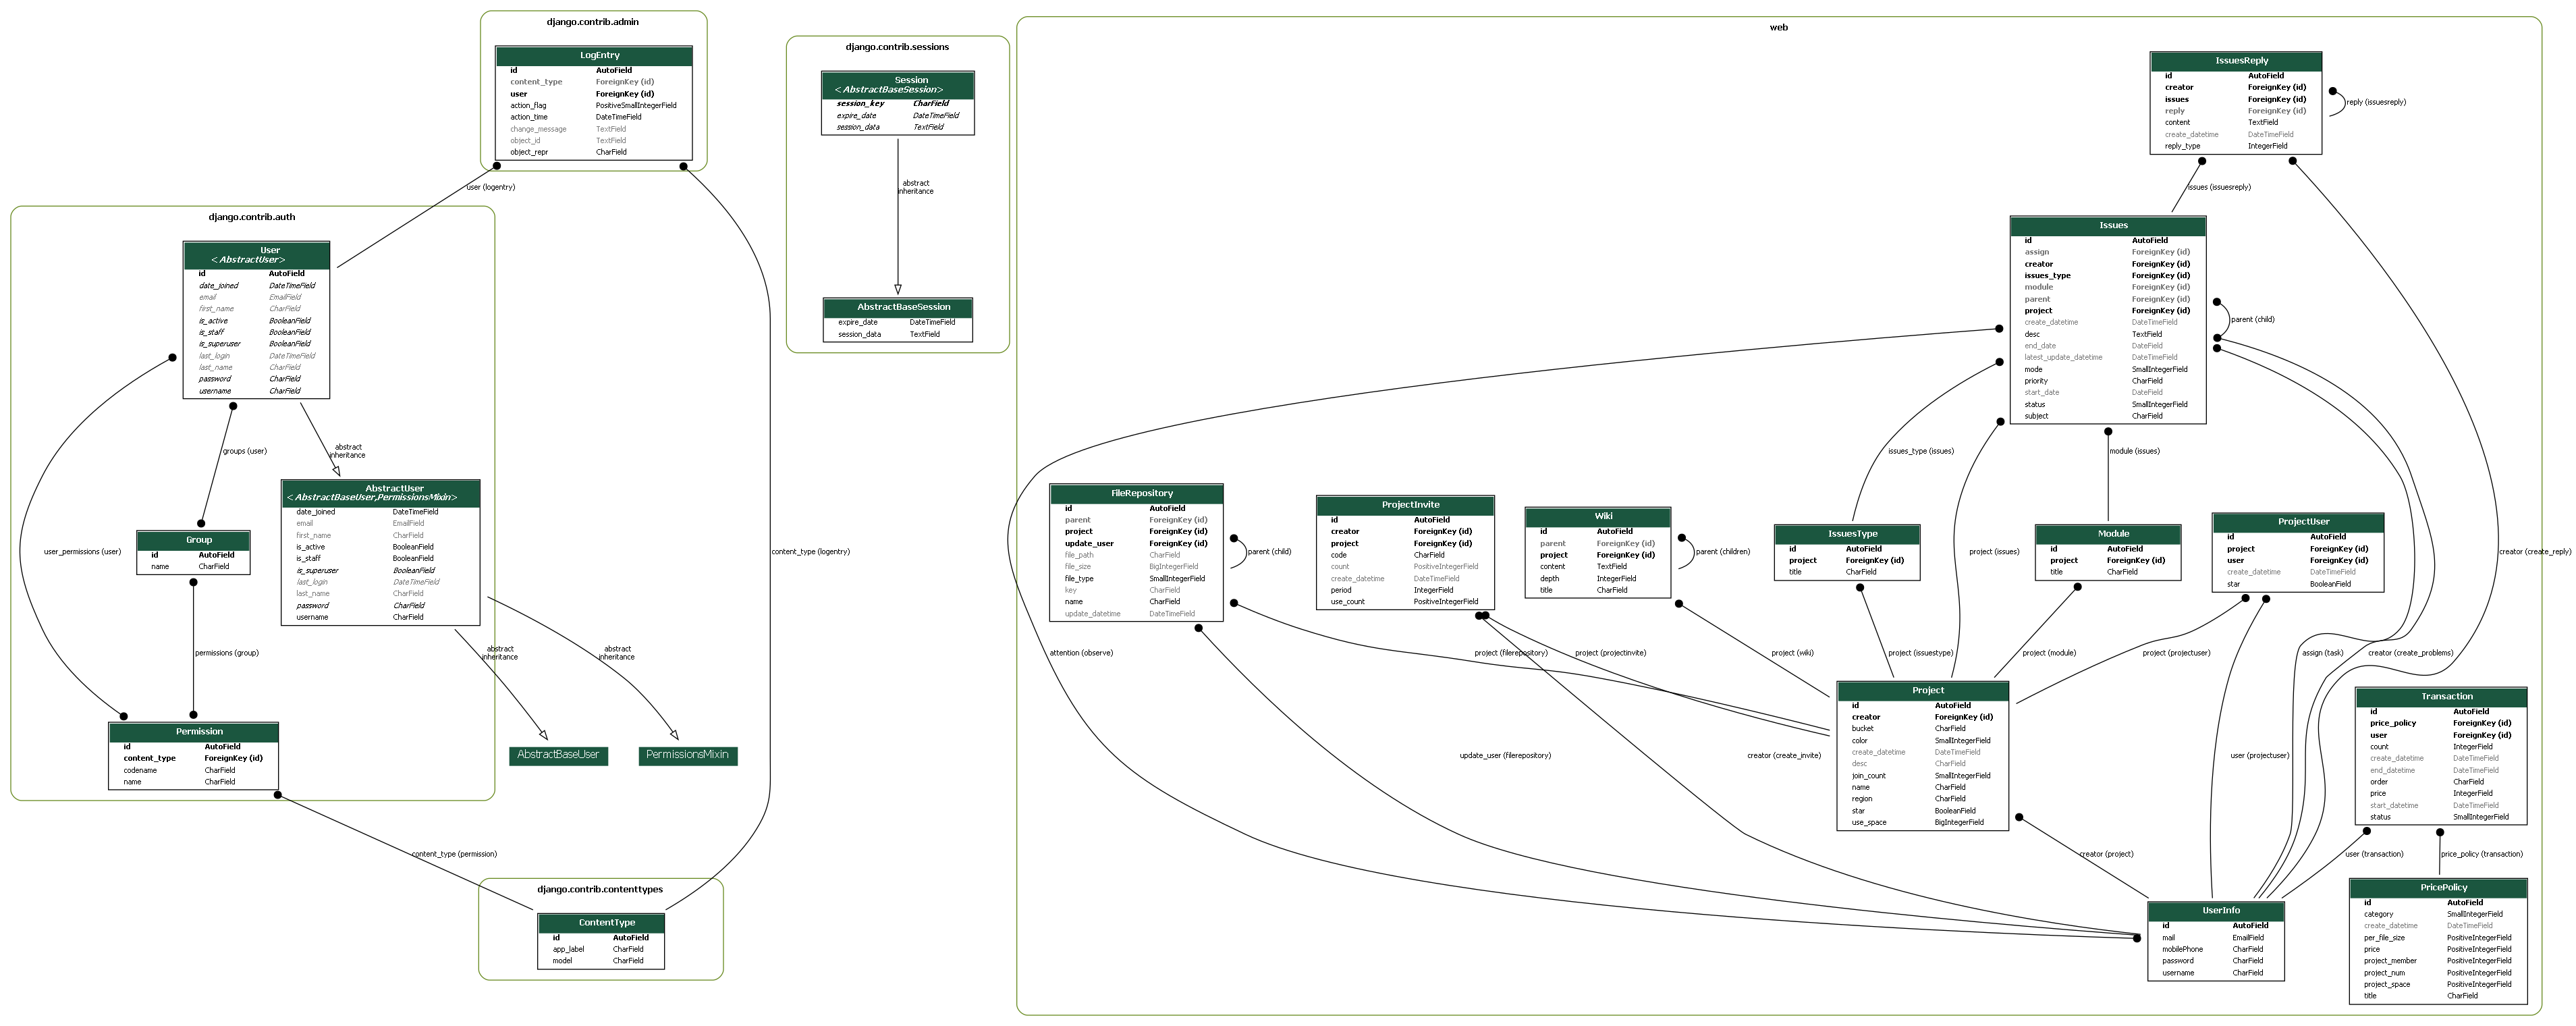 django.contrib.admin
LogEntry
id AutoField
content_type ForeignKey (id)
user ForeignKey (id)
action_flag PositiveSmallIntegerField
action_time DateTimeField
change_message TextField
object_id TextField
object_repr CharField
user (logentry)
content_type (logentry)
django.contrib.auth
User
<AbstractUser>
id AutoField
date_joined DateTimeField
email EmailField
first_name CharField
is_active BooleanField
is_staff BooleanField
is_superuser BooleanField
last_login DateTimeField
last_name CharField
password CharField
username CharField
groups (user)
abstract
inheritance
user_permissions (user)
AbstractUser
<AbstractBaseUser,PermissionsMixin>
date_joined DateTimeField
email EmailField
first_name CharField
is_active BooleanField
is_staff BooleanField
is_superuser BooleanField
last_login DateTimeField
last_name CharField
password CharField
username CharField
Group
id AutoField
name CharField
permissions (group)
abstract
inheritance
abstract
inheritance
Permission
id AutoField
content_type ForeignKey (id)
codename CharField
name CharField
AbstractBaseUser
PermissionsMixin
content_type (permission)
django.contrib.contenttypes
ContentType
id AutoField
app_label CharField
model CharField
django.contrib.sessions
Session
<AbstractBaseSession>
session_key CharField
expire_date DateTimeField
session_data TextField
abstract
inheritance
AbstractBaseSession
expire_date DateTimeField
session_data TextField
web
IssuesReply
id AutoField
creator ForeignKey (id)
issues ForeignKey (id)
reply ForeignKey (id)
content TextField
create_datetime DateTimeField
reply_type IntegerField
reply (issuesreply)
issues (issuesreply)
creator (create_reply)
Issues
id AutoField
assign ForeignKey (id)
creator ForeignKey (id)
issues_type ForeignKey (id)
module ForeignKey (id)
parent ForeignKey (id)
project ForeignKey (id)
create_datetime DateTimeField
desc TextField
end_date DateField
latest_update_datetime DateTimeField
mode SmallIntegerField
priority CharField
start_date DateField
status SmallIntegerField
subject CharField
parent (child)
issues_type (issues)
module (issues)
project (issues)
attention (observe)
assign (task)
creator (create_problems)
FileRepository
id AutoField
parent ForeignKey (id)
project ForeignKey (id)
update_user ForeignKey (id)
file_path CharField
file_size BigIntegerField
file_type SmallIntegerField
key CharField
name CharField
update_datetime DateTimeField
parent (child)
project (filerepository)
update_user (filerepository)
ProjectInvite
id AutoField
creator ForeignKey (id)
project ForeignKey (id)
code CharField
count PositiveIntegerField
create_datetime DateTimeField
period IntegerField
use_count PositiveIntegerField
project (projectinvite)
creator (create_invite)
Wiki
id AutoField
parent ForeignKey (id)
project ForeignKey (id)
content TextField
depth IntegerField
title CharField
parent (children)
project (wiki)
IssuesType
id AutoField
project ForeignKey (id)
title CharField
project (issuestype)
Module
id AutoField
project ForeignKey (id)
title CharField
project (module)
ProjectUser
id AutoField
project ForeignKey (id)
user ForeignKey (id)
create_datetime DateTimeField
star BooleanField
project (projectuser)
user (projectuser)
Project
id AutoField
creator ForeignKey (id)
bucket CharField
color SmallIntegerField
create_datetime DateTimeField
desc CharField
join_count SmallIntegerField
name CharField
region CharField
star BooleanField
use_space BigIntegerField
creator (project)
Transaction
id AutoField
price_policy ForeignKey (id)
user ForeignKey (id)
count IntegerField
create_datetime DateTimeField
end_datetime DateTimeField
order CharField
price IntegerField
start_datetime DateTimeField
status SmallIntegerField
user (transaction)
price_policy (transaction)
UserInfo
id AutoField
mail EmailField
mobilePhone CharField
password CharField
username CharField
PricePolicy
id AutoField
category SmallIntegerField
create_datetime DateTimeField
per_file_size PositiveIntegerField
price PositiveIntegerField
project_member PositiveIntegerField
project_num PositiveIntegerField
project_space PositiveIntegerField
title CharField